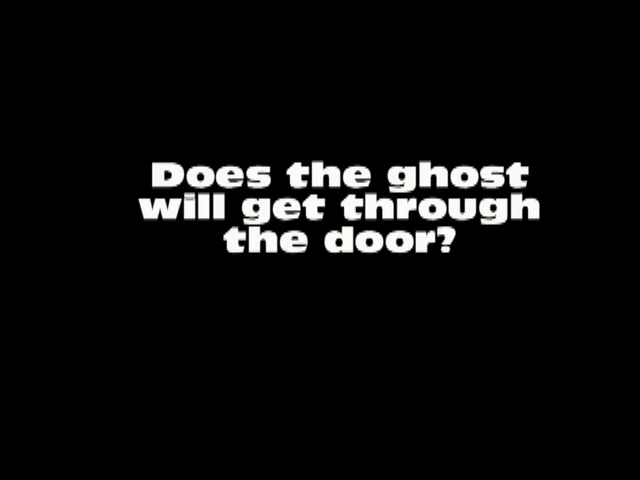 Does the ghost
will get through
the door?